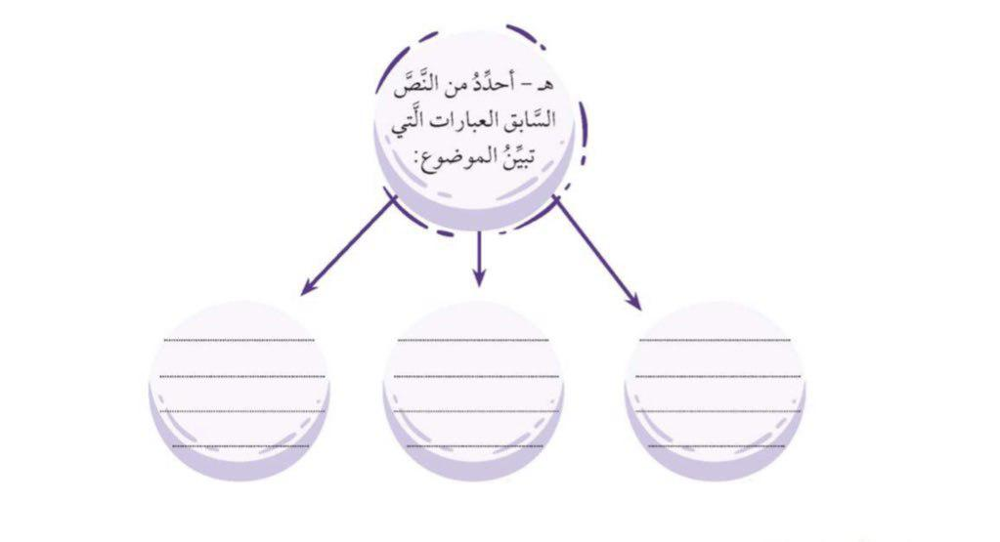 هـ – أحدِّدُ من النَّصَّ
السَّابق العبارات الَّتي
تبيِّنُ الموضوع: